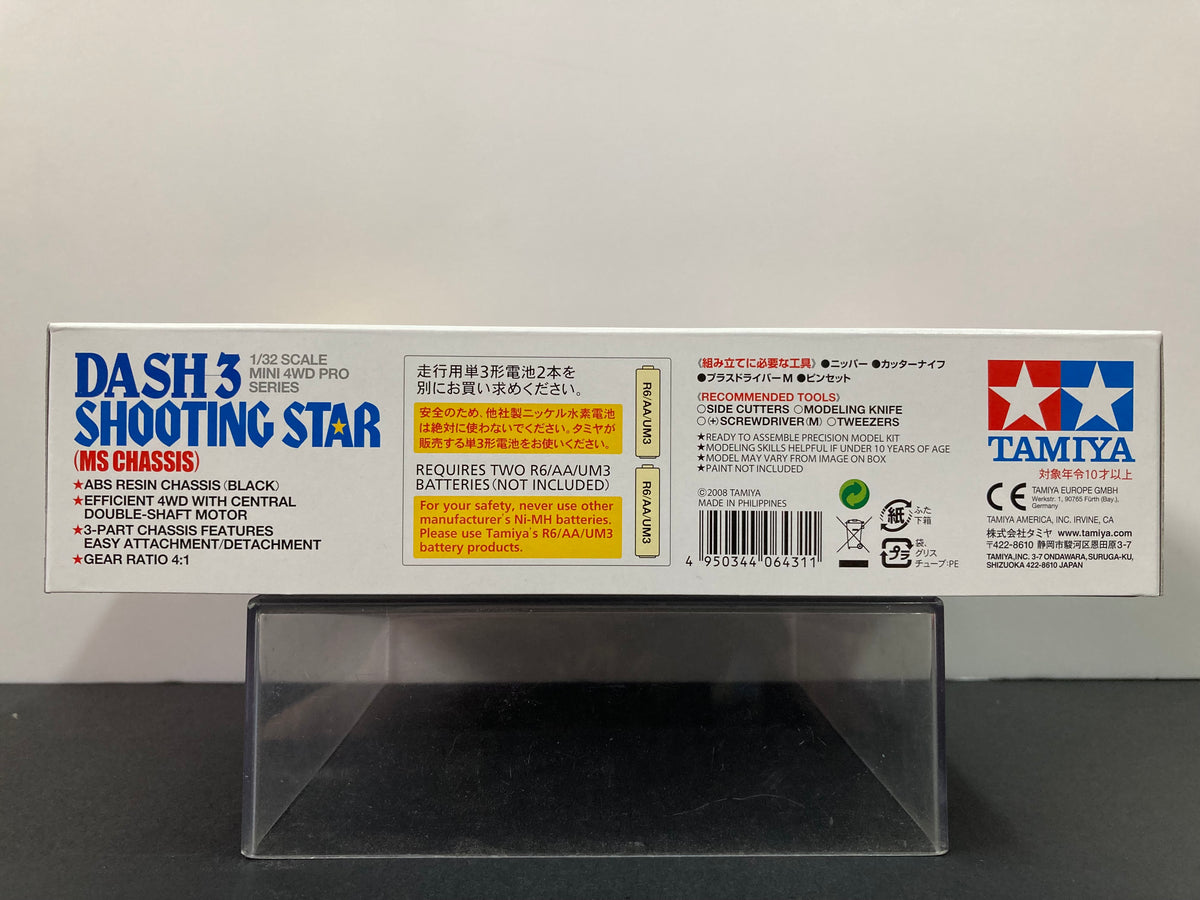 DASH 3
SHOOTING STAR
1/32 SCALE
MINI 4WD PRO
SERIES
(MS CHASSIS)
★ABS RESIN CHASSIS (BLACK)
★EFFICIENT 4WD WITH CENTRAL
DOUBLE-SHAFT MOTOR
★3-PART CHASSIS FEATURES
EASY ATTACHMENT/DETACHMENT
★GEAR RATIO 4:1
走行用単3形電池2本を
別にお買い求めください。
安全のため、他社製ニッケル水素電池
は絶対に使わないでください。タミヤが
販売する単3形電池をお使いください。
REQUIRES TWO R6/AA/UM3
BATTERIES (NOT INCLUDED)
For your safety, never use other
manufacturer's Ni-MH batteries.
Please use Tamiya's R6/AA/UM3
battery products.
R6/AA/UM3
R6/AA/UM3
《組み立てに必要な工具》 ●ニッパー ●カッターナイフ
●プラスドライバーM ●ピンセット
《RECOMMENDED TOOLS》
○SIDE CUTTERS ○MODELING KNIFE
○(+)SCREWDRIVER (M) ○TWEEZERS
★READY TO ASSEMBLE PRECISION MODEL KIT
★MODELING SKILLS HELPFUL IF UNDER 10 YEARS OF AGE
★MODEL MAY VARY FROM IMAGE ON BOX
★PAINT NOT INCLUDED
©2008 TAMIYA
MADE IN PHILIPPINES
4 950344 064311
紙
ふた
下箱
プラ
袋、
グリス
チューブ:PE
TAMIYA
対象年令10才以上
CE
TAMIYA EUROPE GMBH
Werkstr. 1, 90765 Fürth (Bay.),
Germany
TAMIYA AMERICA, INC. IRVINE, CA
株式会社タミヤ www.tamiya.com
〒422-8610 静岡市駿河区恩田原3-7
TAMIYA,INC. 3-7 ONDAWARA, SURUGA-KU,
SHIZUOKA 422-8610 JAPAN